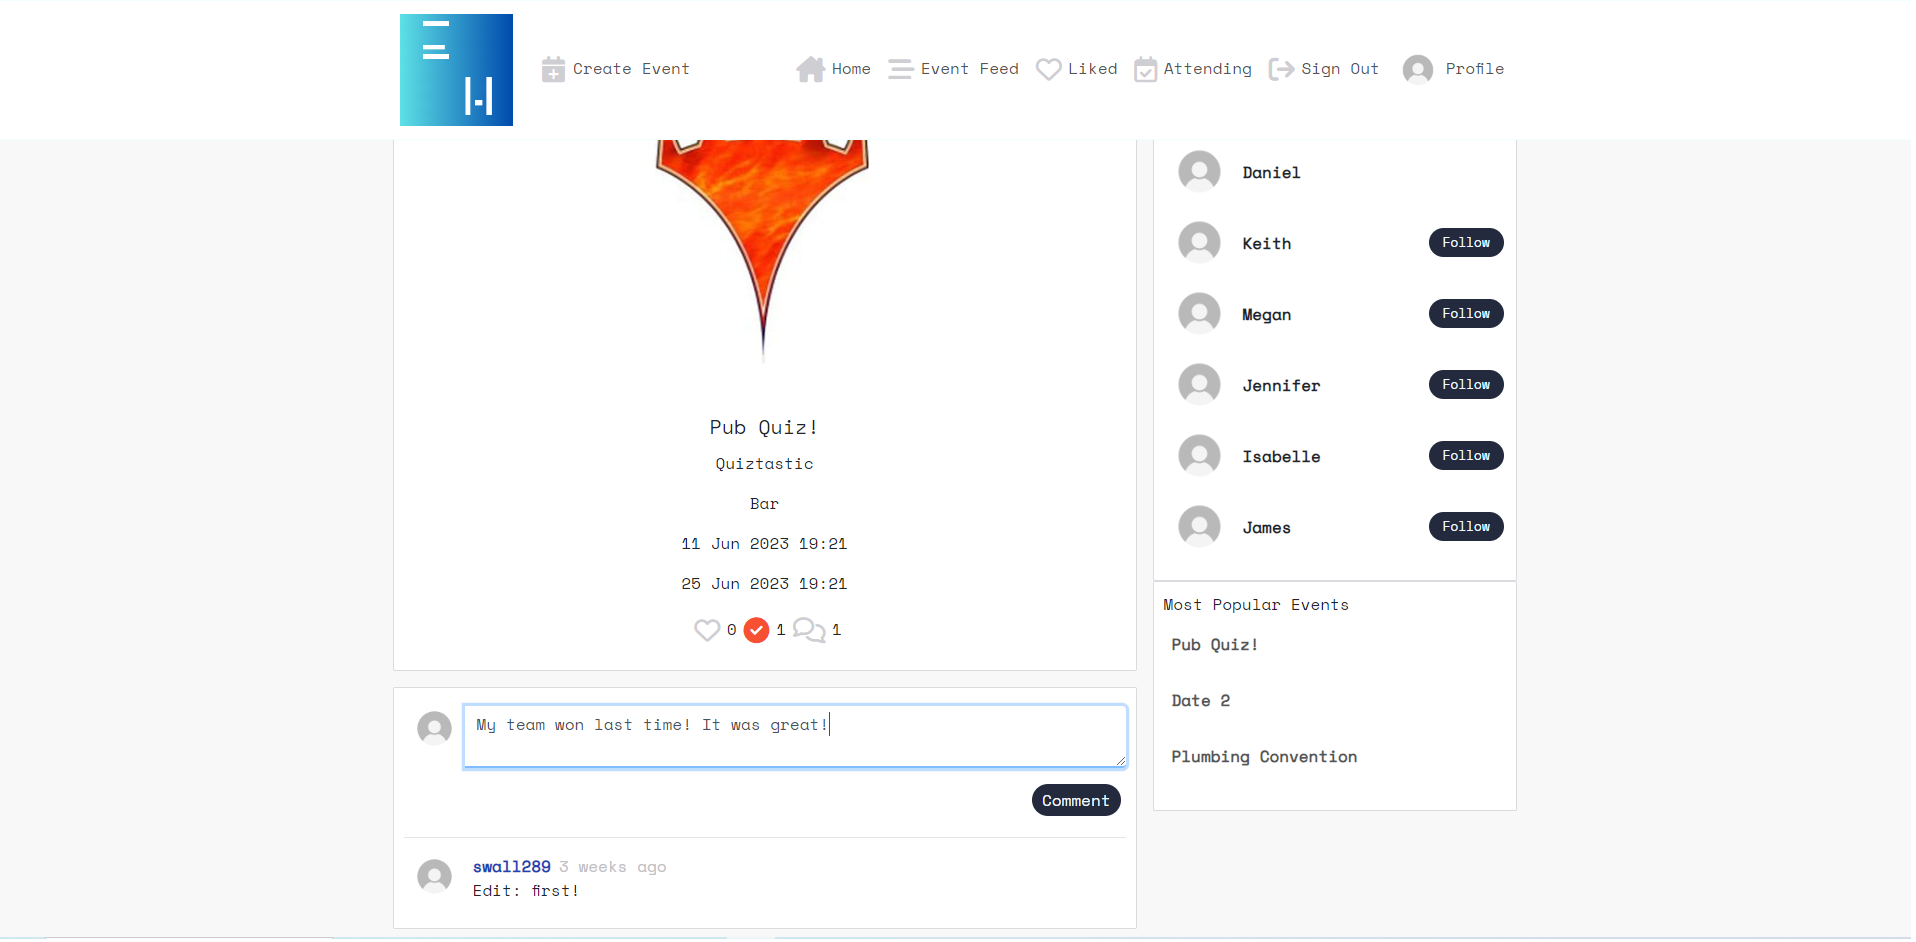 Create Event
Home
Event Feed
Liked
Attending
Sign Out
Profile
Pub Quiz!
Quiztastic
Bar
11 Jun 2023 19:21
25 Jun 2023 19:21
0 1 1
My team won last time! It was great!
Comment
swall289 3 weeks ago
Edit: first!
Daniel
Keith Follow
Megan Follow
Jennifer Follow
Isabelle Follow
James Follow
Most Popular Events
Pub Quiz!
Date 2
Plumbing Convention